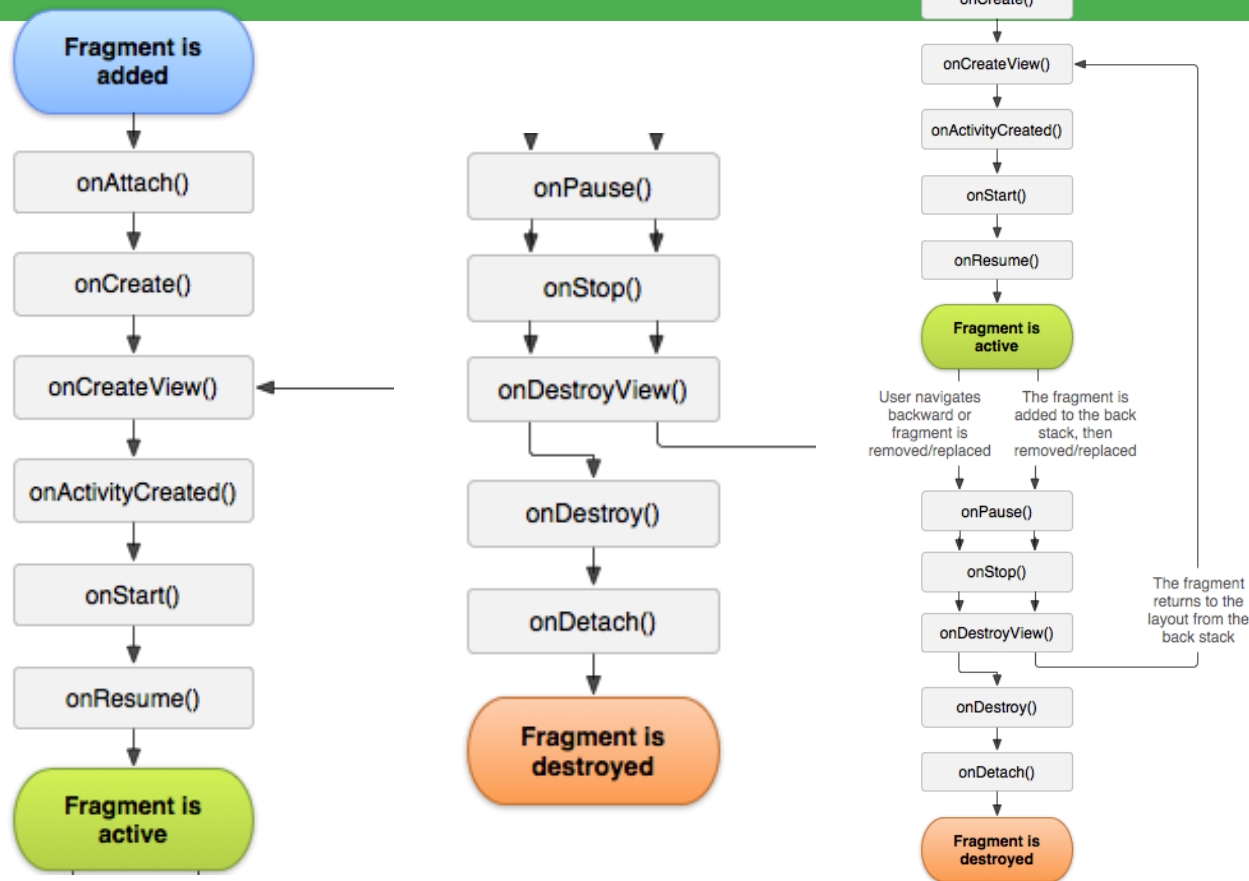 Fragment is
added
onAttach()
onCreate()
onCreateView()
onActivityCreated()
onStart()
onResume()
Fragment is
active
onPause()
onStop()
onDestroyView()
onDestroy()
onDetach()
Fragment is
destroyed
onCreate()
onCreateView()
onActivityCreated()
onStart()
onResume()
Fragment is
active
User navigates
backward or
fragment is
removed/replaced
The fragment is
added to the back
stack, then
removed/replaced
onPause()
onStop()
onDestroyView()
The fragment
returns to the
layout from the
back stack
onDestroy()
onDetach()
Fragment is
destroyed